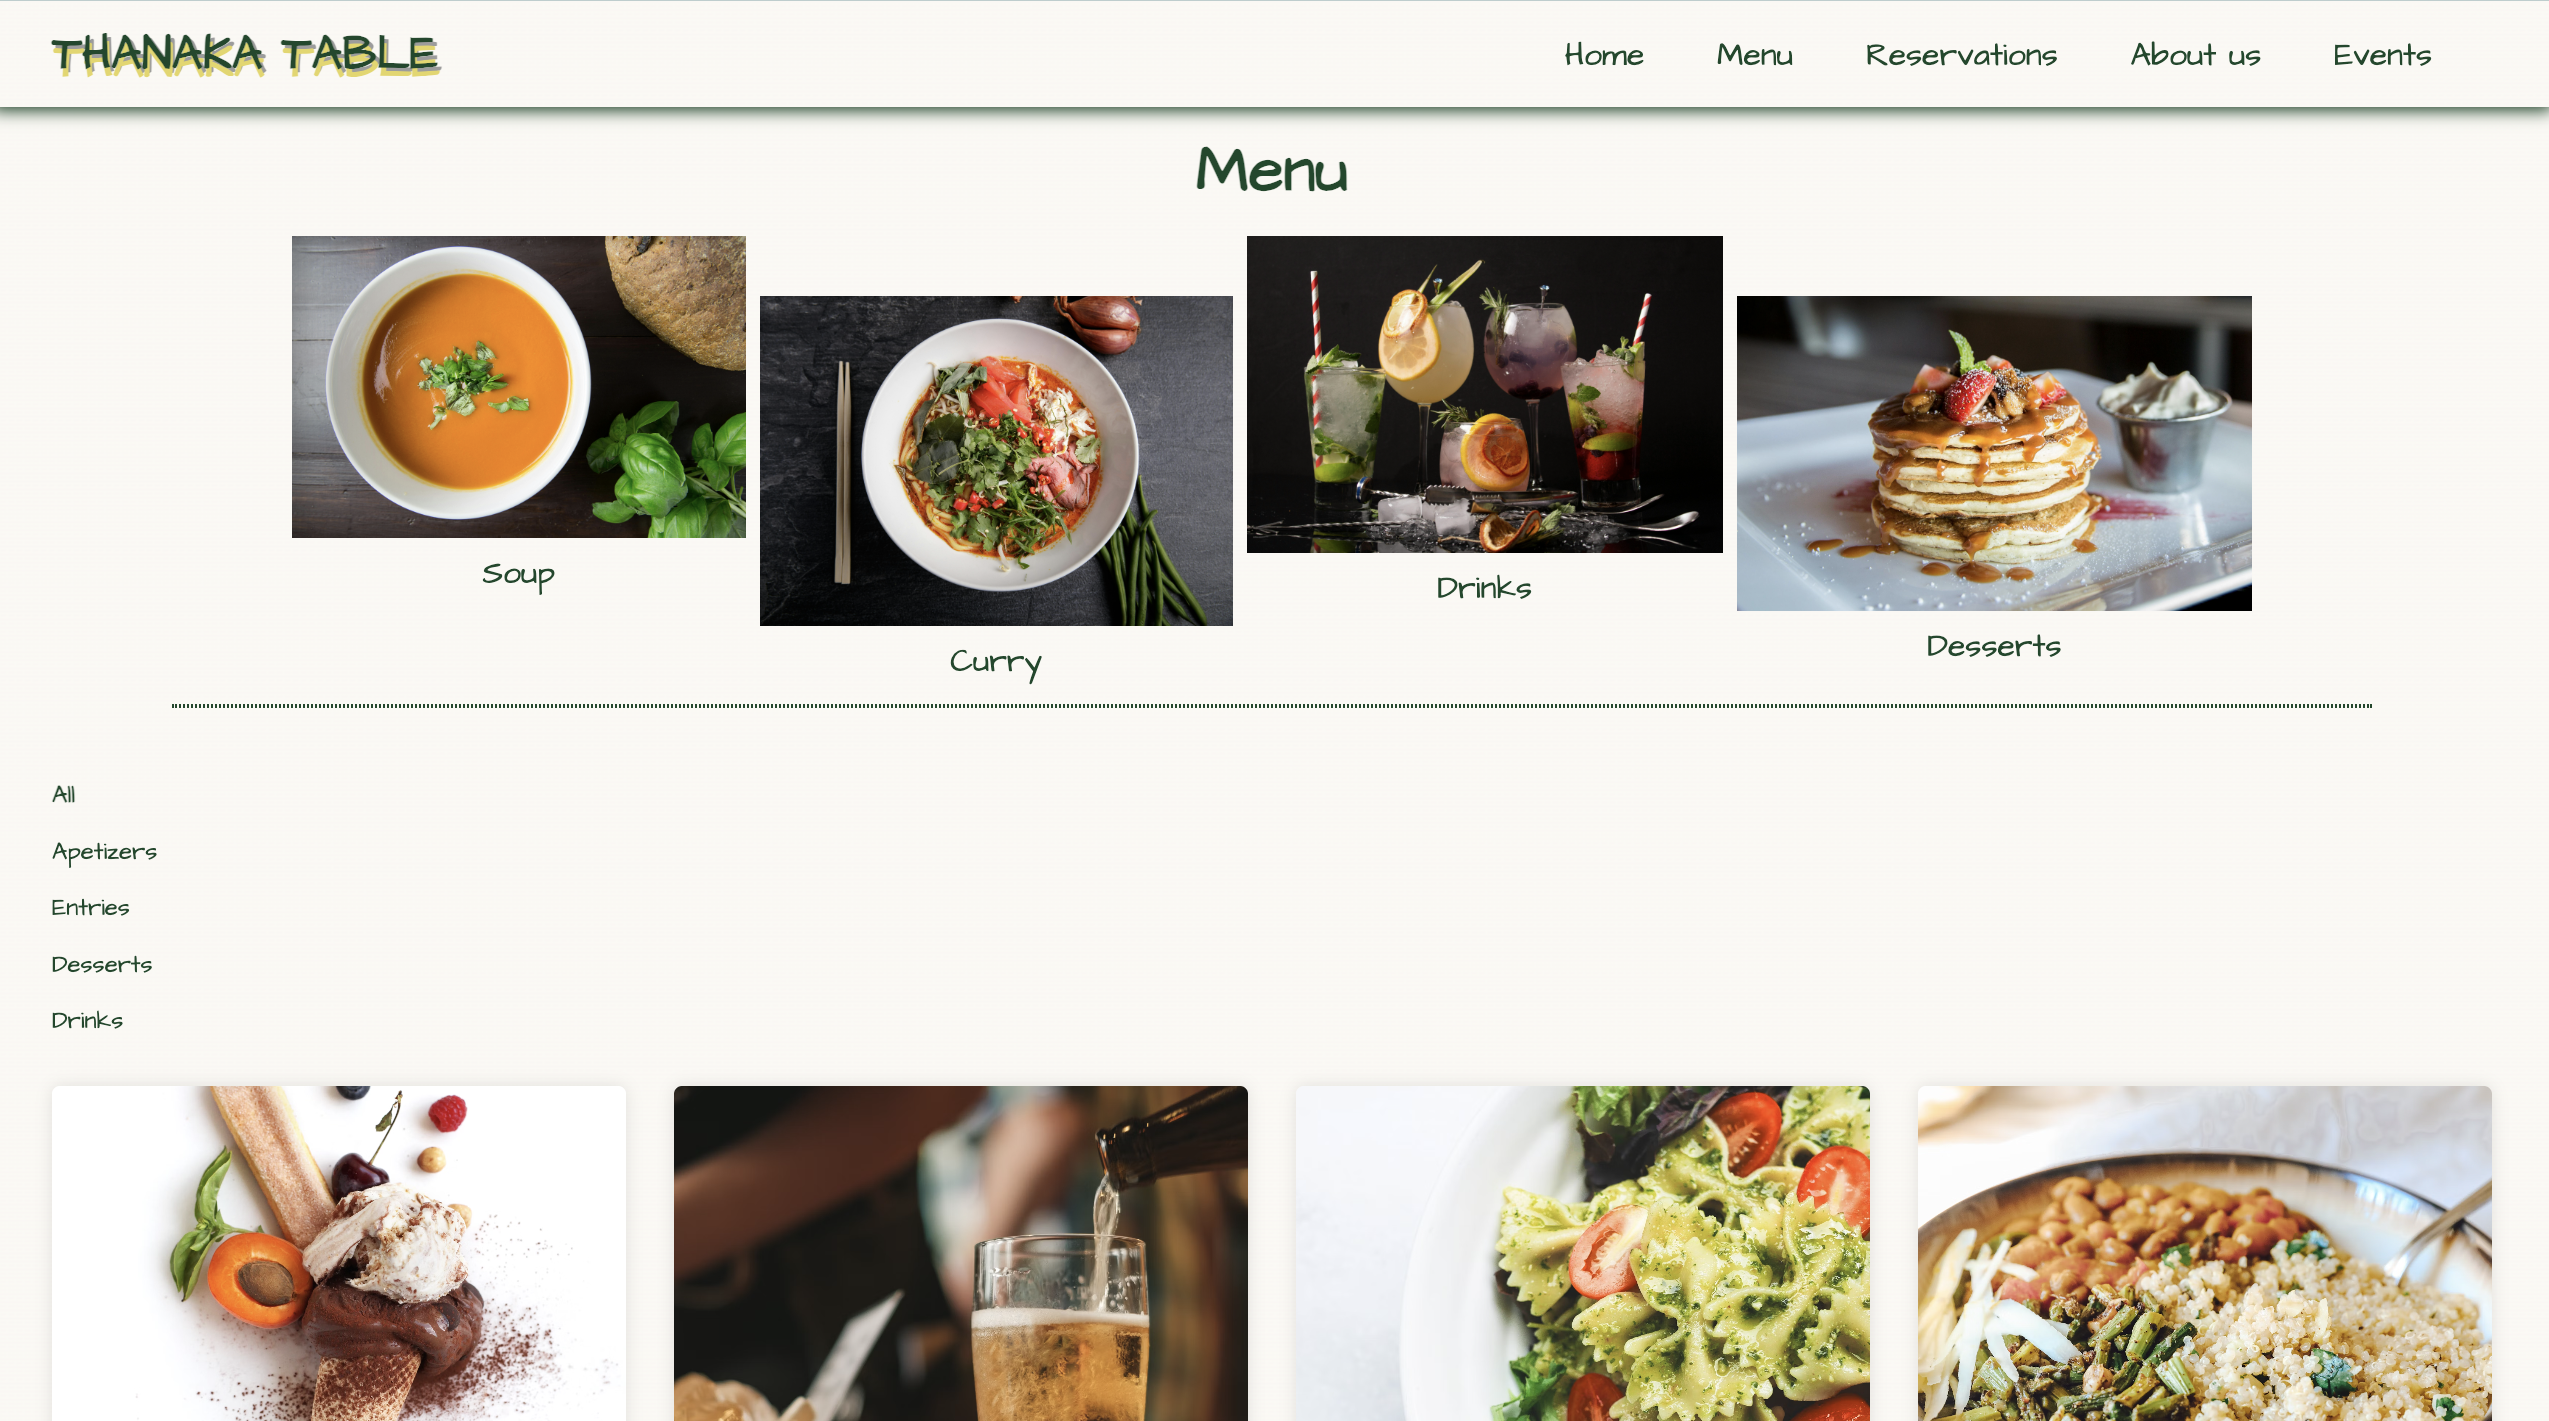 THANAKA TABLE
Home Menu Reservations About us Events
Menu
Soup
Curry
Drinks
Desserts
All
Apetizers
Entries
Desserts
Drinks